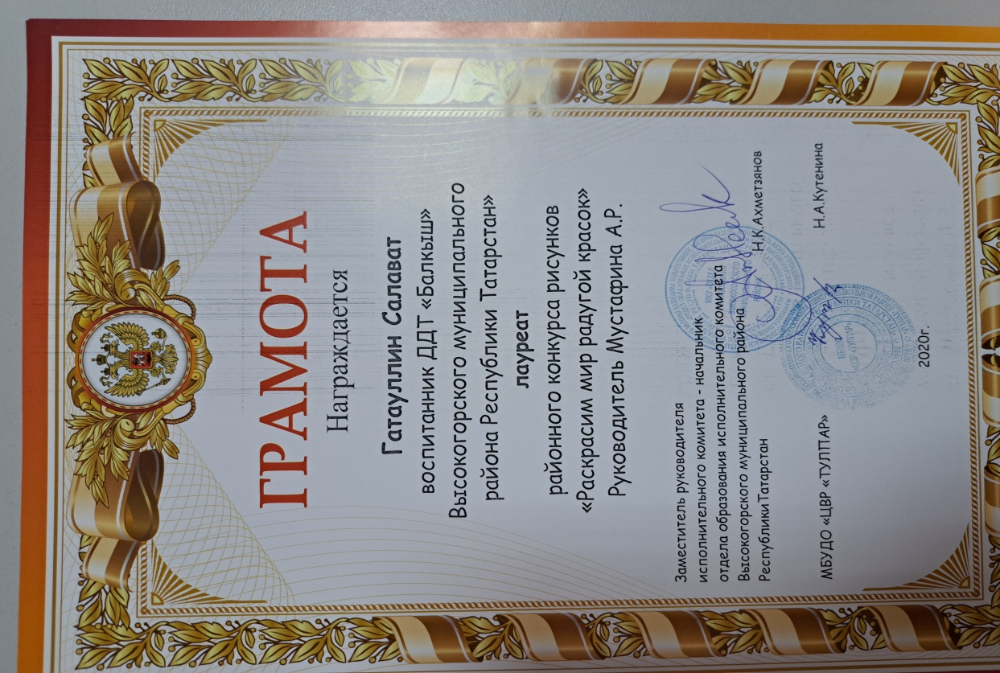 ГРАМОТА
Награждается
Гатауллин Салават
воспитанник ДДТ «Балкыш»
Высокогорского муниципального
района Республики Татарстан»
лауреат
районного конкурса рисунков
«Раскрасим мир радугой красок»
Руководитель Мустафина А.Р.
Заместитель руководителя
исполнительного комитета - начальник
отдела образования исполнительного комитета
Высокогорского муниципального района Н.К.Ахметзянов
Республики Татарстан
МБУДО «ЦВР «ТУЛПАР» Н.А.Кутенина
2020г.